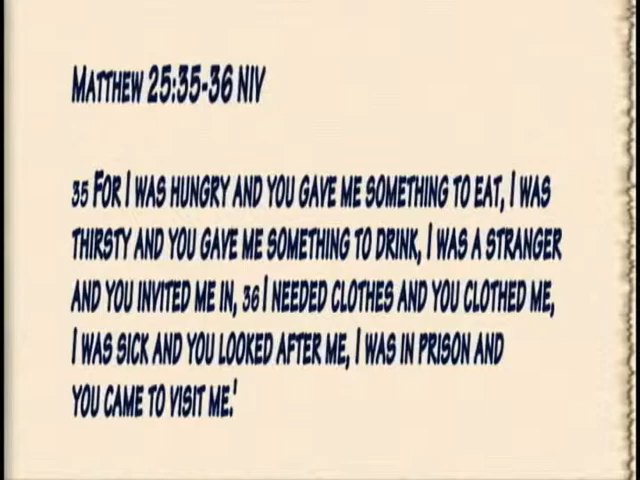 Matthew 25:35-36 NIV
35 For I was hungry and you gave me something to eat, I was
thirsty and you gave me something to drink, I was a stranger
and you invited me in, 36 I needed clothes and you clothed me,
I was sick and you looked after me, I was in prison and
you came to visit me.'